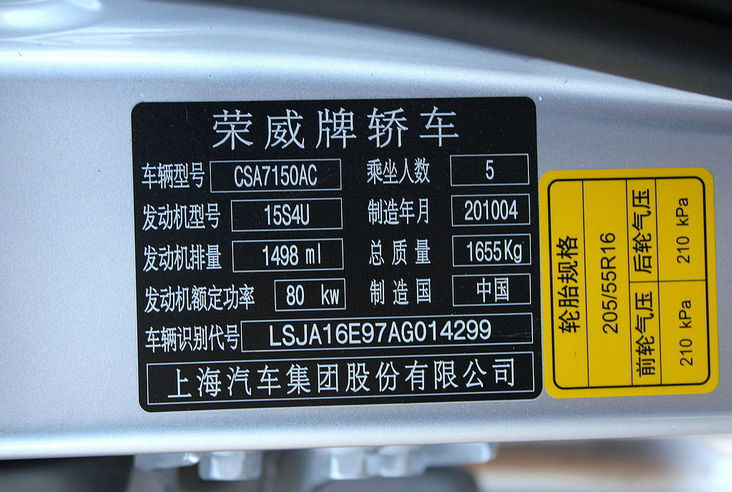 荣威牌轿车
车辆型号 CSA7150AC 乘坐人数 5
发动机型号 15S4U 制造年月 201004
发动机排量 1498 ml 总质量 1655Kg
发动机额定功率 80 kw 制造国 中国
车辆识别代号 LSJA16E97AG014299
上海汽车集团股份有限公司
轮胎规格
205/55R16
前轮气压 后轮气压
210 kPa 210 kPa